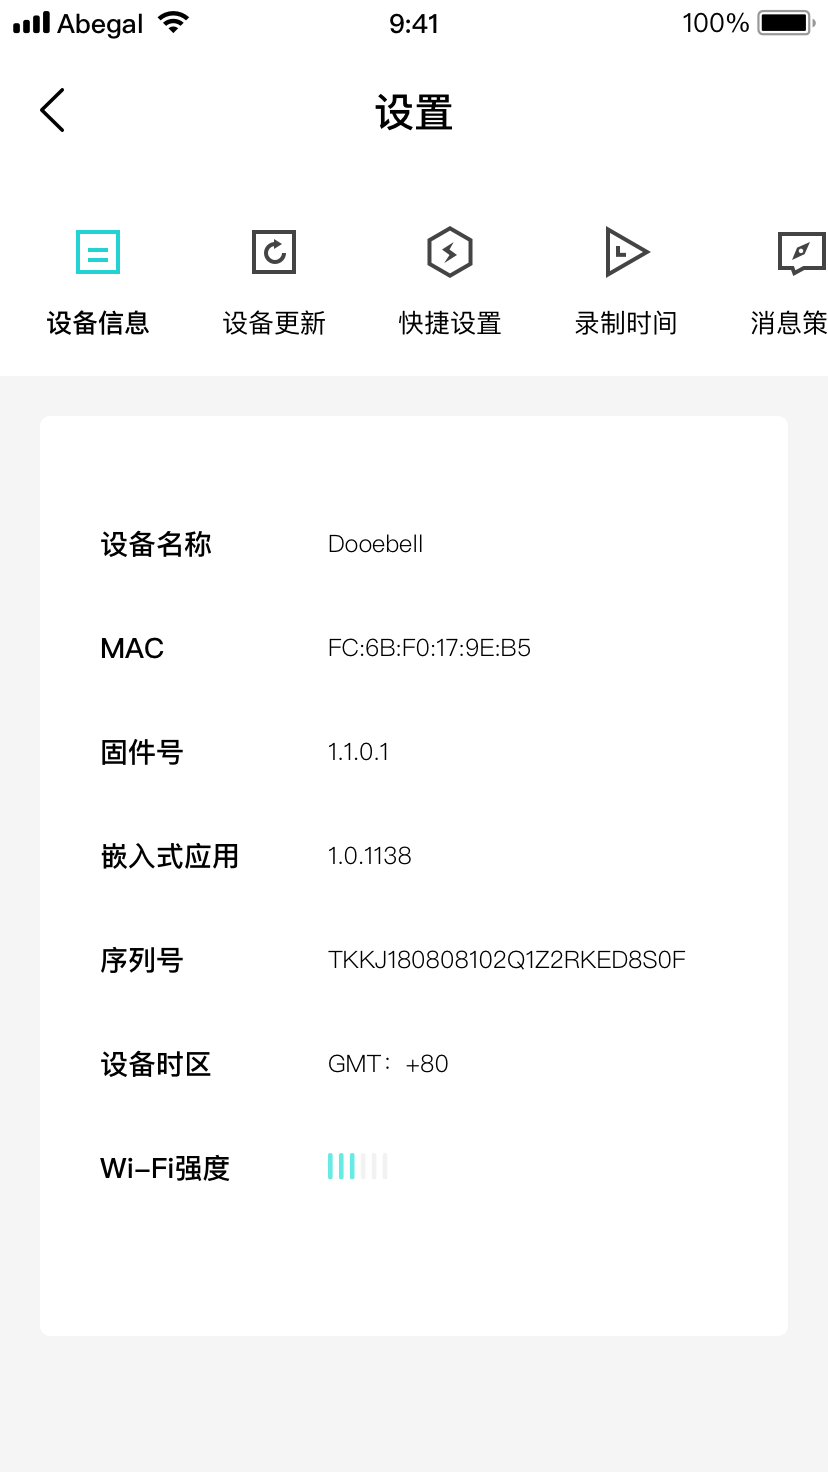 Abegal 9:41 100%
设置
设备信息 设备更新 快捷设置 录制时间 消息策
设备名称 Dooebell
MAC FC:6B:F0:17:9E:B5
固件号 1.1.0.1
嵌入式应用 1.0.1138
序列号 TKKJ180808102Q1Z2RKED8S0F
设备时区 GMT：+80
Wi–Fi强度